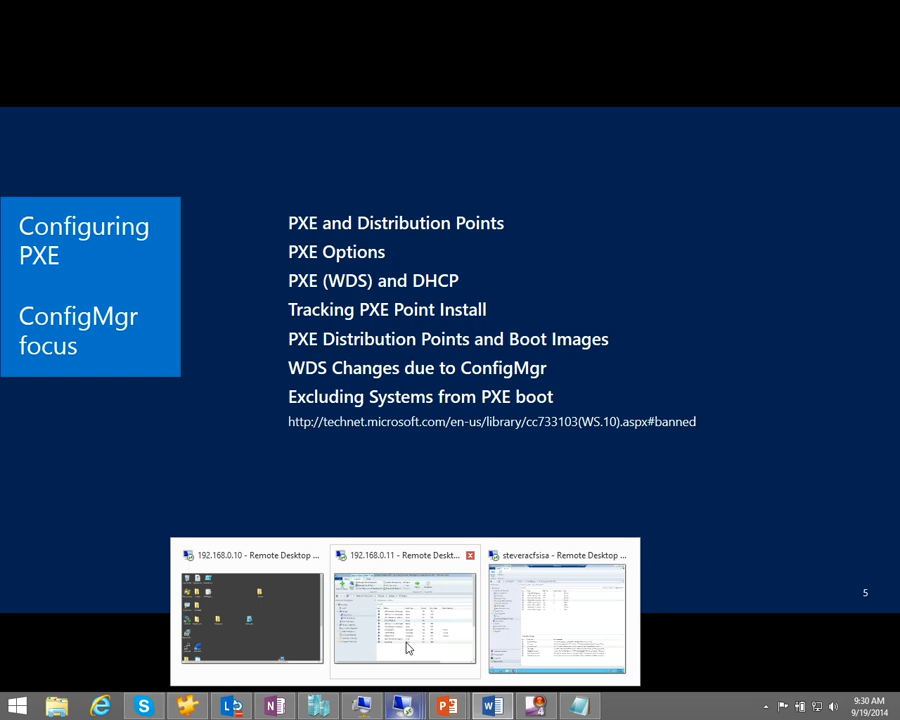 Configuring
PXE
ConfigMgr
focus
PXE and Distribution Points
PXE Options
PXE (WDS) and DHCP
Tracking PXE Point Install
PXE Distribution Points and Boot Images
WDS Changes due to ConfigMgr
Excluding Systems from PXE boot
http://technet.microsoft.com/en-us/library/cc733103(WS.10).aspx#banned
192.168.0.10 - Remote Desktop ...
192.168.0.11 - Remote Deskt...
steveracfsisa - Remote Desktop ...
5
9:30 AM
9/19/2014